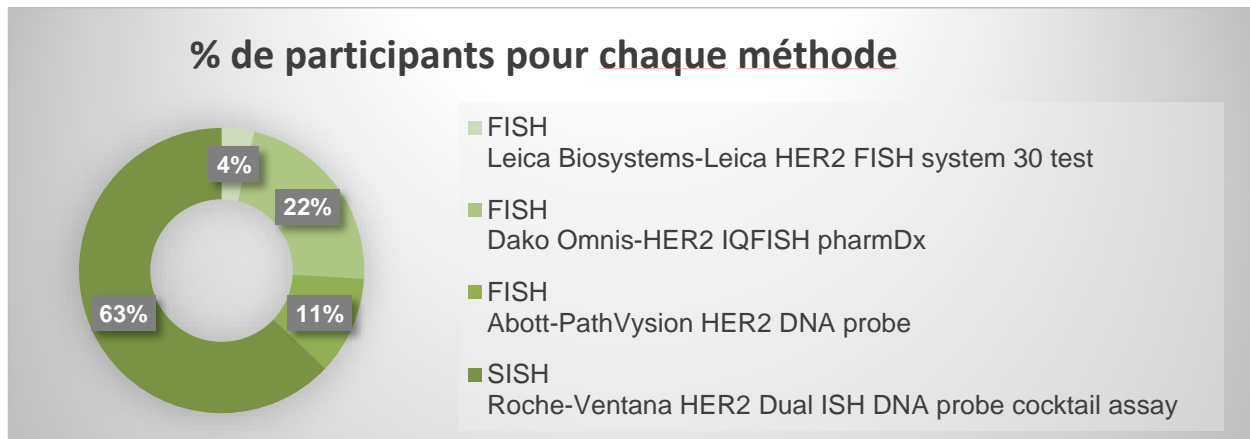 % de participants pour chaque méthode
4%
22%
11%
63%
FISH
Leica Biosystems-Leica HER2 FISH system 30 test
FISH
Dako Omnis-HER2 IQFISH pharmDx
FISH
Abott-PathVysion HER2 DNA probe
SISH
Roche-Ventana HER2 Dual ISH DNA probe cocktail assay